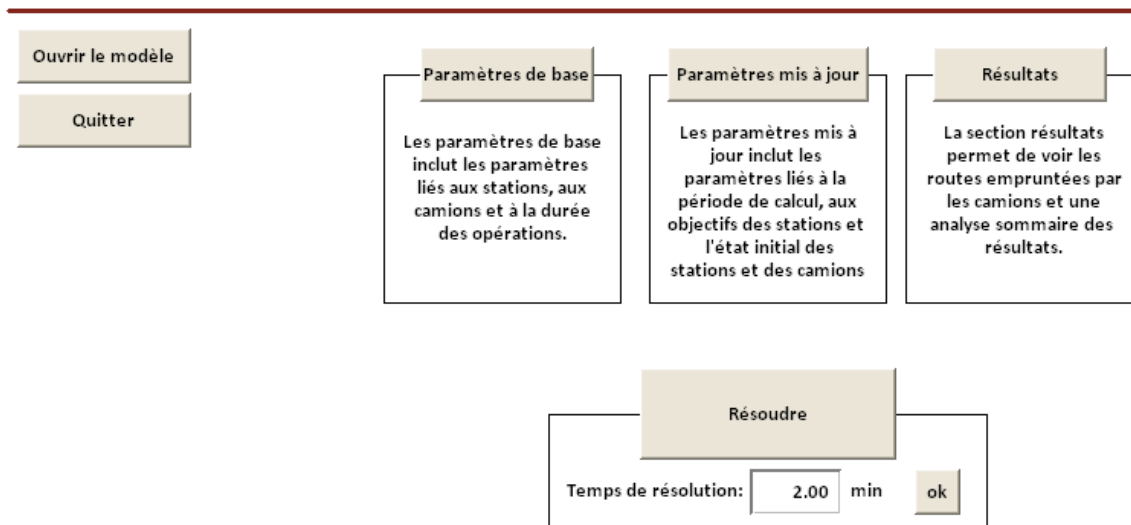 Ouvrir le modèle
Quitter
Paramètres de base
Les paramètres de base
inclut les paramètres
liés aux stations, aux
camions et à la durée
des opérations.
Paramètres mis à jour
Les paramètres mis à
jour inclut les
paramètres liés à la
période de calcul, aux
objectifs des stations et
l'état initial des
stations et des camions
Résultats
La section résultats
permet de voir les
routes empruntées par
les camions et une
analyse sommaire des
résultats.
Résoudre
Temps de résolution: 2.00 min ok